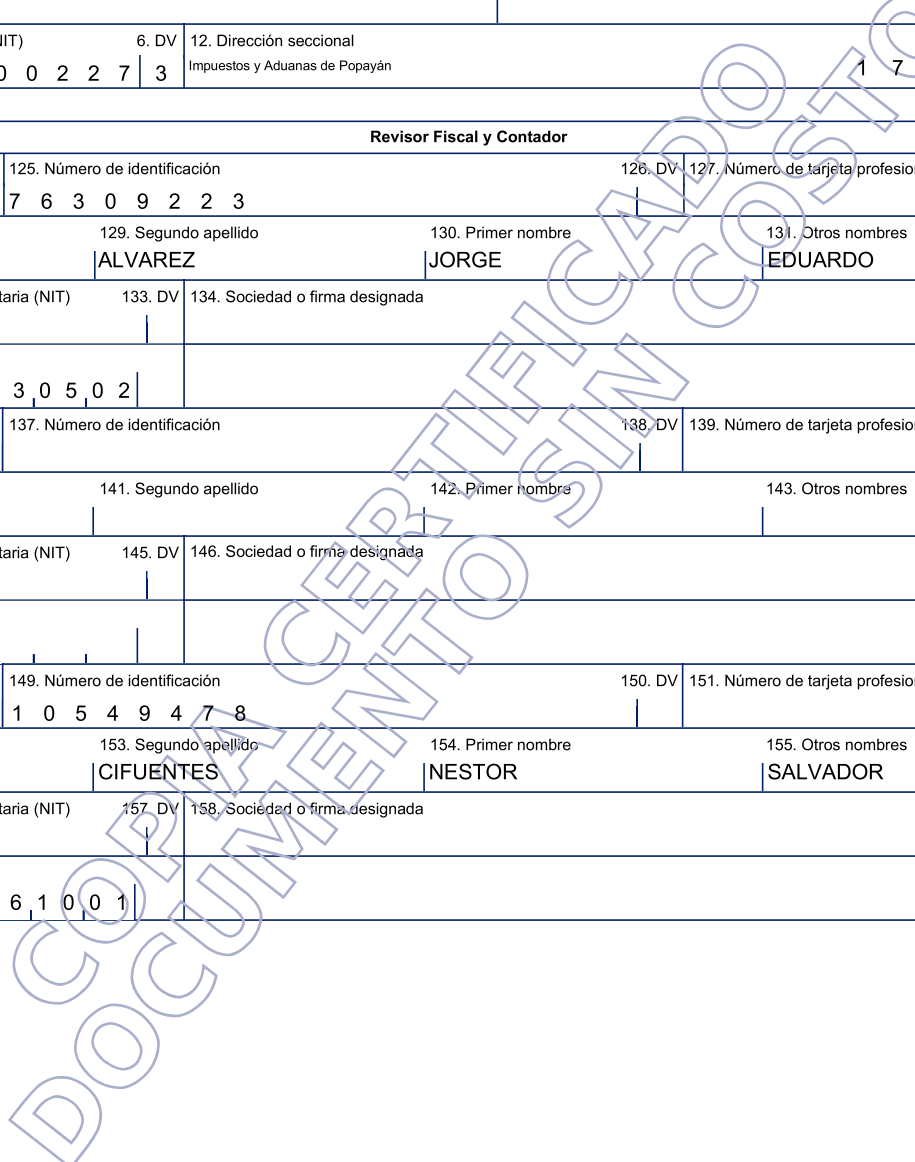 NIT) 6. DV 12. Dirección seccional
0 0 2 2 7 3 Impuestos y Aduanas de Popayán 1 7
Revisor Fiscal y Contador
125. Número de identificación 126. DV 127. Número de tarjeta profesio
7 6 3 0 9 2 2 3
129. Segundo apellido 130. Primer nombre 131. Otros nombres
ALVAREZ JORGE EDUARDO
taria (NIT) 133. DV 134. Sociedad o firma designada
3 0 5 0 2
137. Número de identificación 138. DV 139. Número de tarjeta profesio
141. Segundo apellido 142. Primer nombre 143. Otros nombres
taria (NIT) 145. DV 146. Sociedad o firma designada
149. Número de identificación 150. DV 151. Número de tarjeta profesio
1 0 5 4 9 4 7 8
153. Segundo apellido 154. Primer nombre 155. Otros nombres
CIFUENTES NESTOR SALVADOR
taria (NIT) 157. DV 158. Sociedad o firma designada
6 1 0 0 1
COPIA CERTIFICADO
DOCUMENTO SIN COSTO